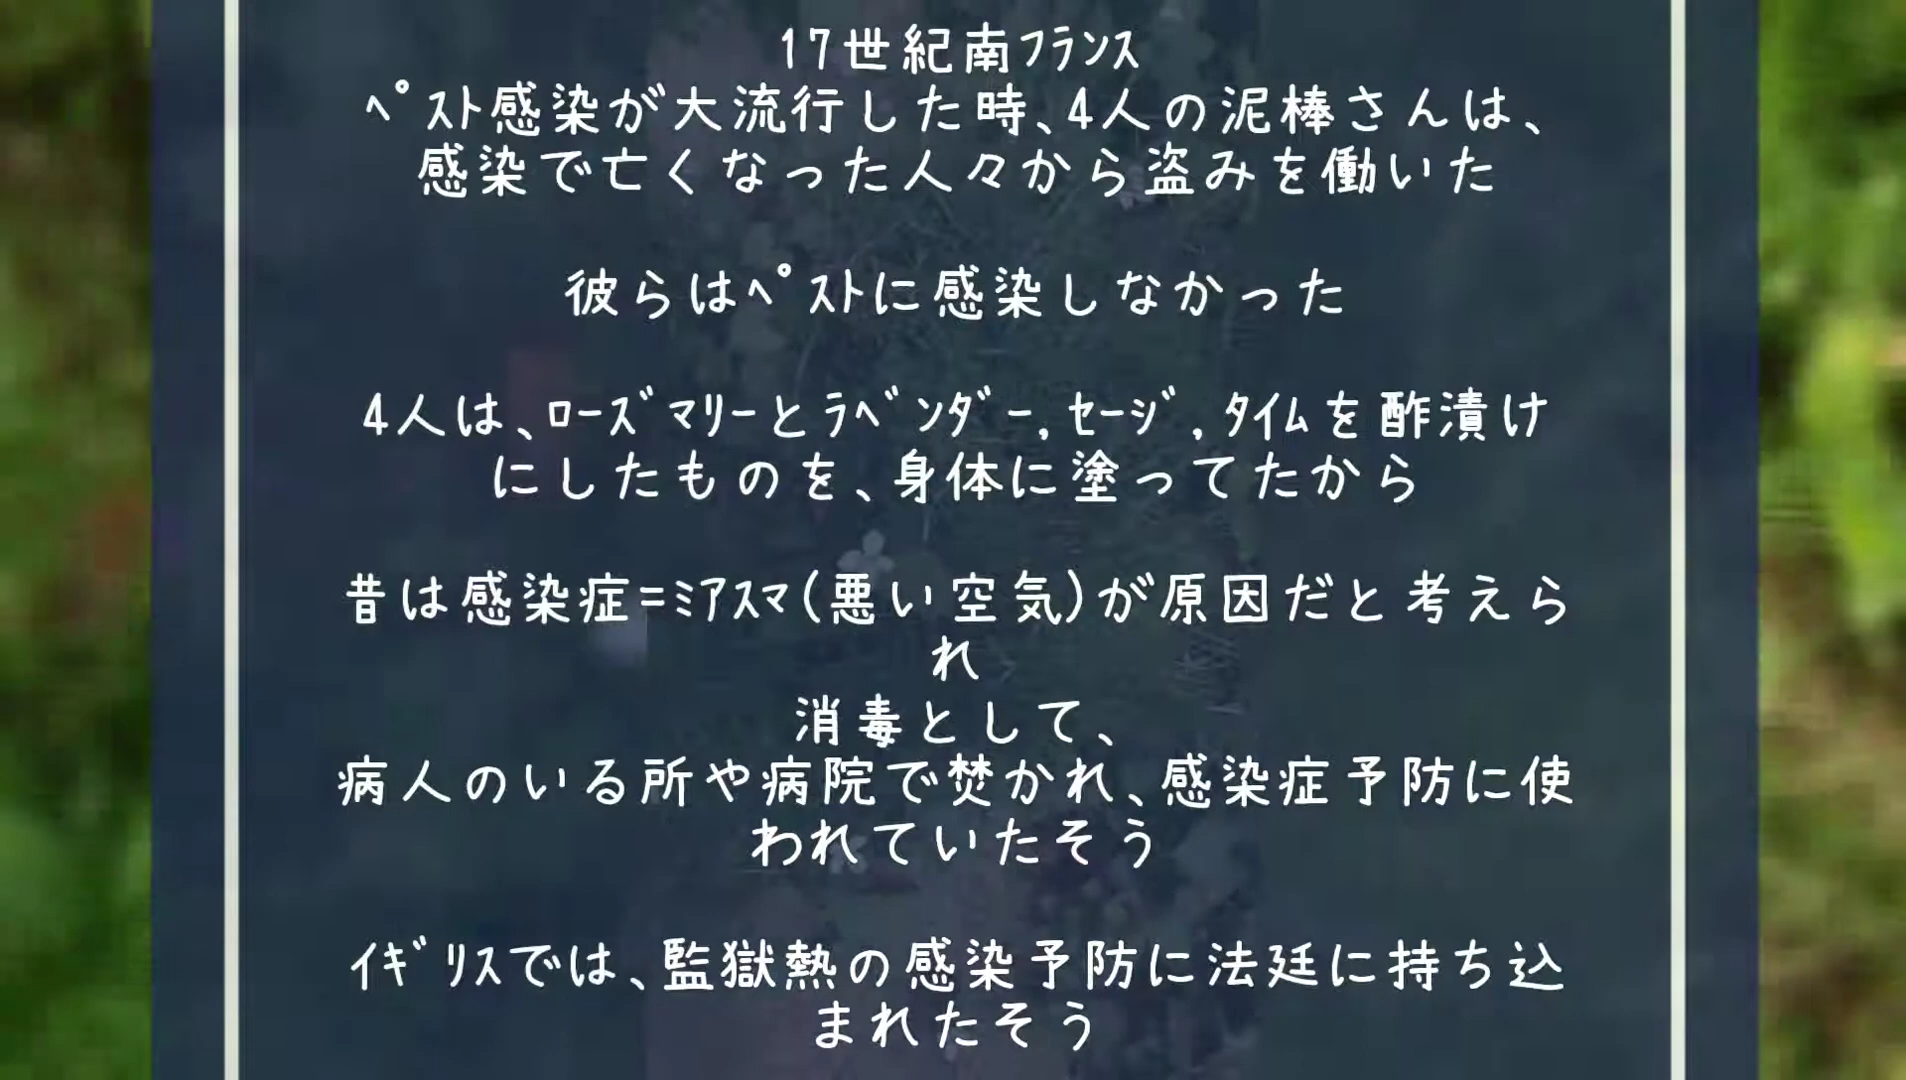 17世紀南ﾌﾗﾝｽ
ﾍﾟｽﾄ感染が大流行した時、4人の泥棒さんは、
感染で亡くなった人々から盗みを働いた
彼らはﾍﾟｽﾄに感染しなかった
4人は、ﾛｰｽﾞﾏﾘｰとﾗﾍﾞﾝﾀﾞｰ,ｾｰｼﾞ,ﾀｲﾑを酢漬け
にしたものを、身体に塗ってたから
昔は感染症=ﾐｱｽﾏ(悪い空気)が原因だと考えら
れ
消毒として、
病人のいる所や病院で焚かれ、感染症予防に使
われていたそう
ｲｷﾞﾘｽでは、監獄熱の感染予防に法廷に持ち込
まれたそう